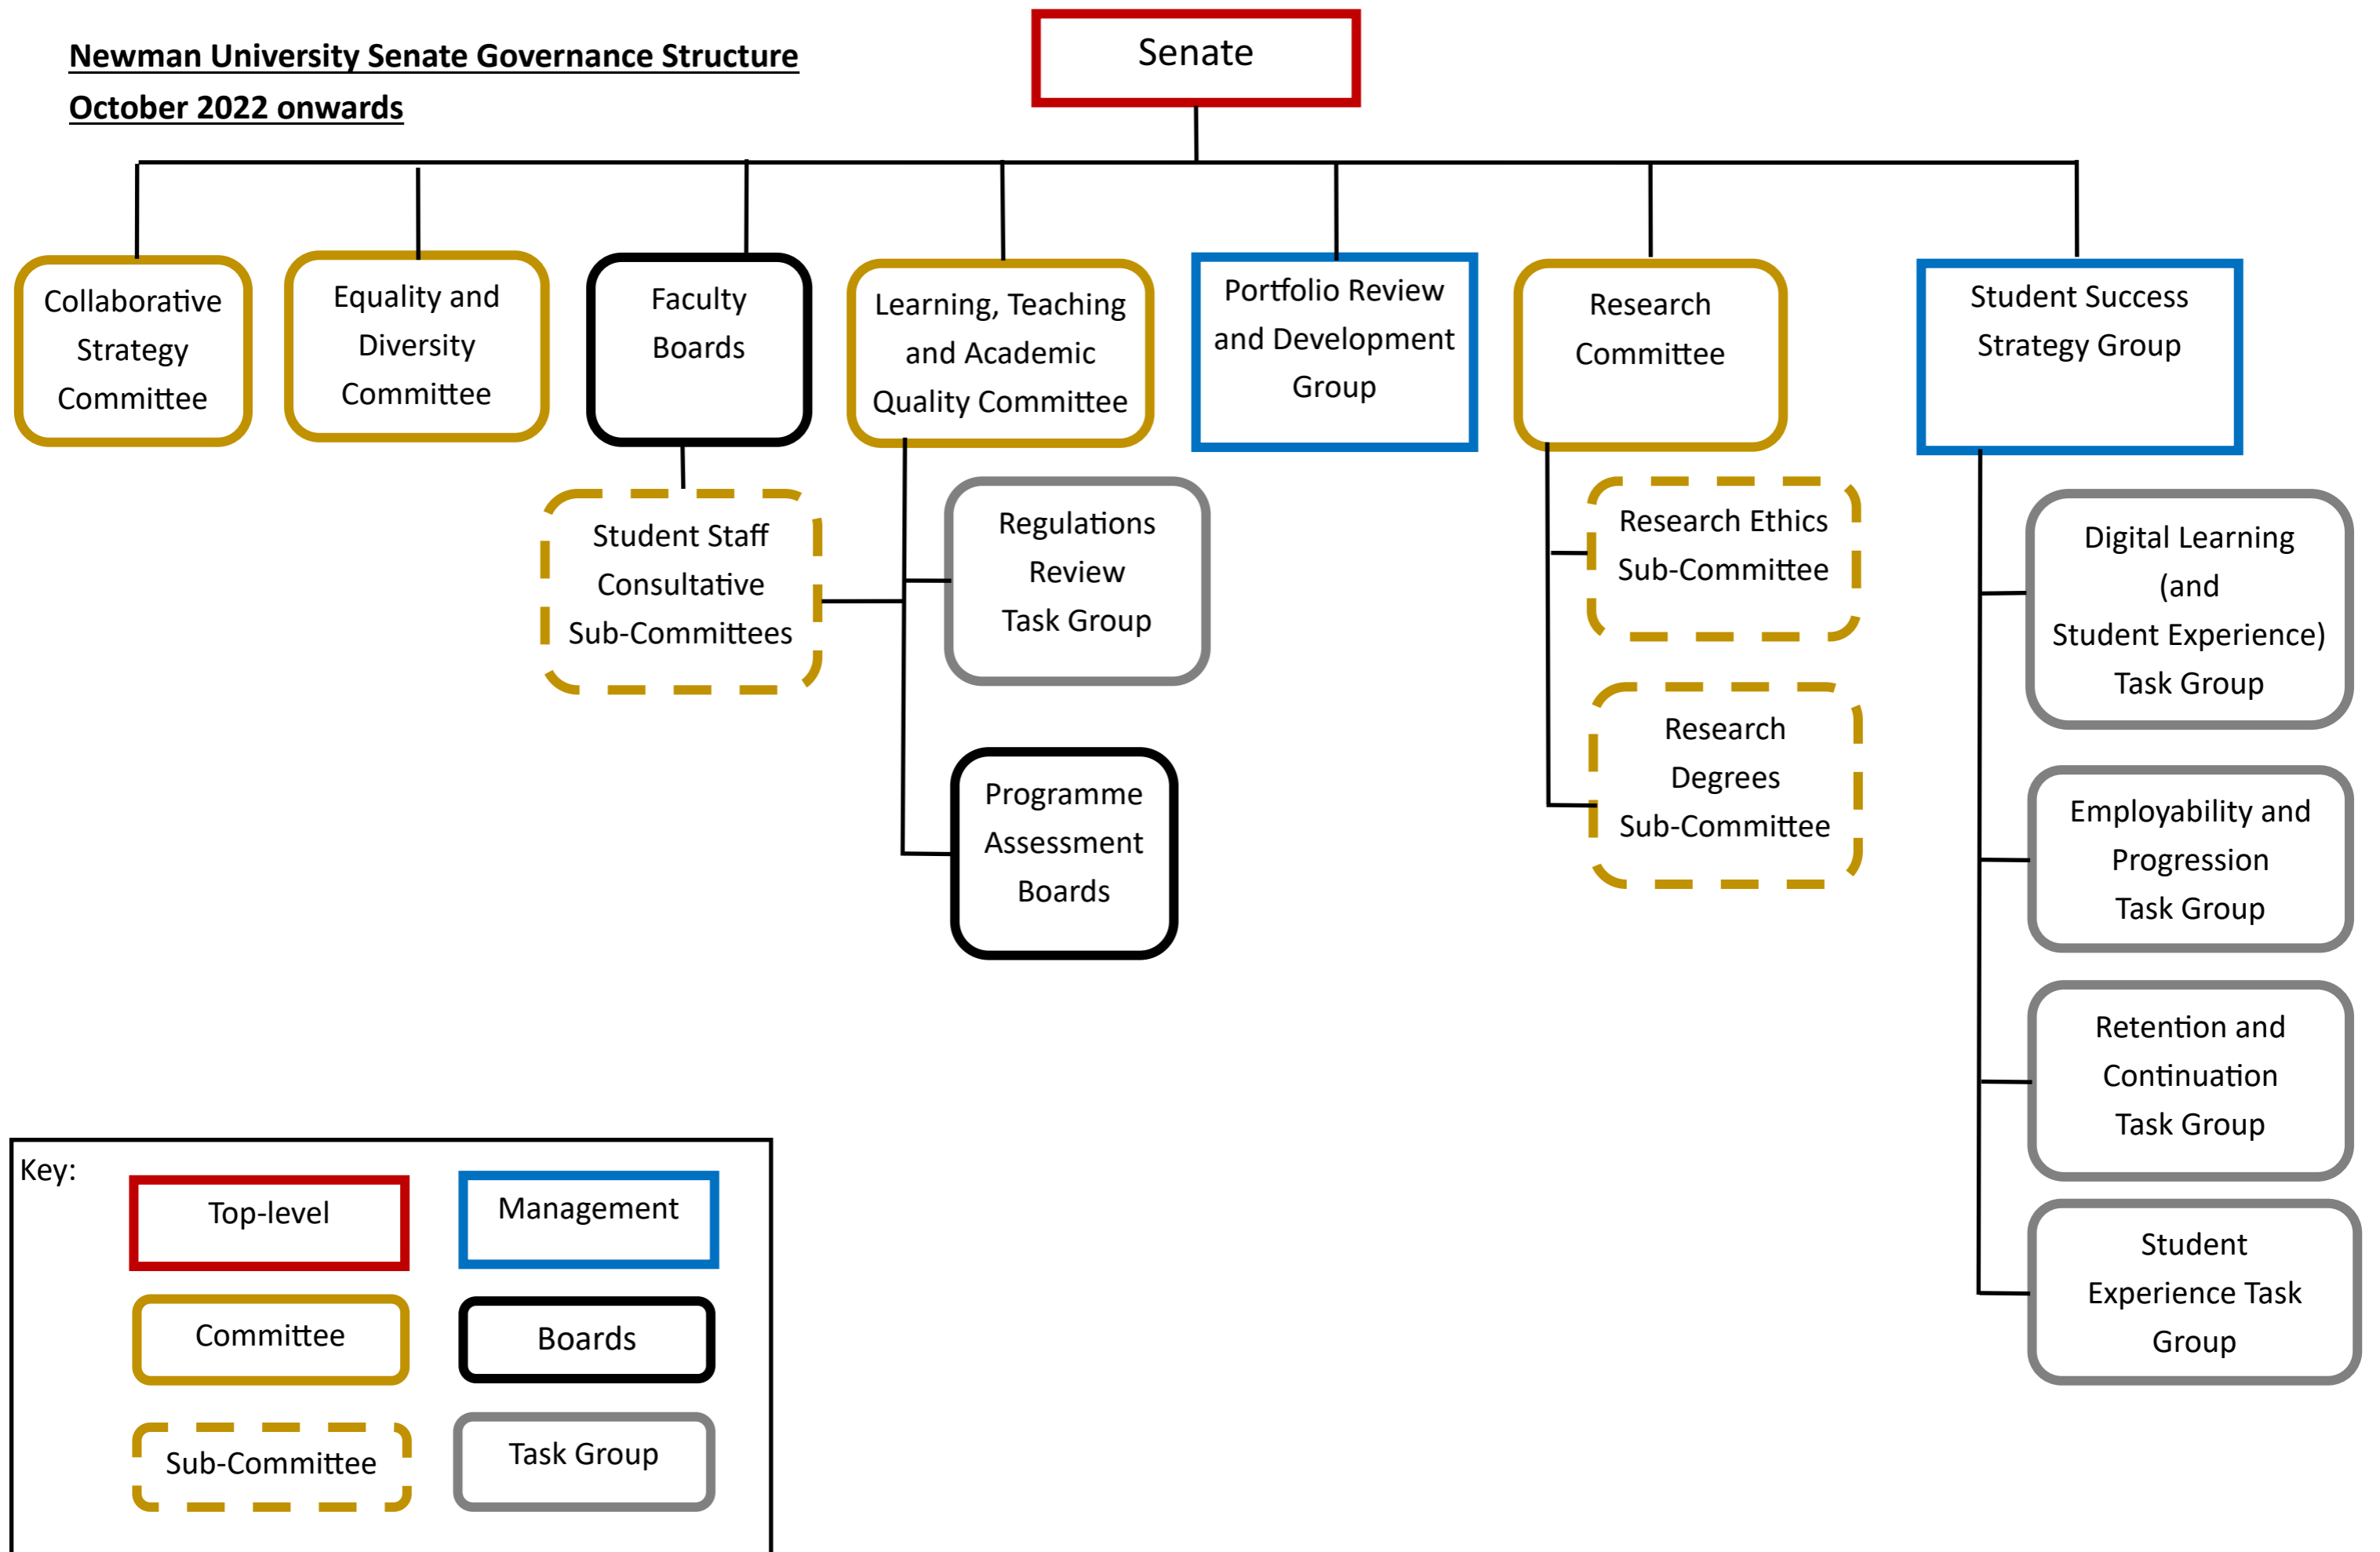 Newman University Senate Governance Structure
October 2022 onwards
Senate
Collaborative
Strategy
Committee
Equality and
Diversity
Committee
Faculty
Boards
Learning, Teaching
and Academic
Quality Committee
Portfolio Review
and Development
Group
Research
Committee
Student Success
Strategy Group
Student Staff
Consultative
Sub-Committees
Regulations
Review
Task Group
Programme
Assessment
Boards
Research Ethics
Sub-Committee
Research
Degrees
Sub-Committee
Digital Learning
(and
Student Experience)
Task Group
Employability and
Progression
Task Group
Retention and
Continuation
Task Group
Student
Experience Task
Group
Key:
Top-level
Management
Committee
Boards
Sub-Committee
Task Group